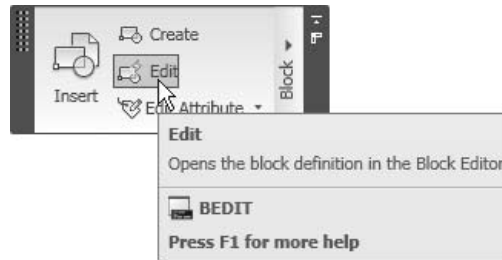 Create
Edit
Insert
Edit Attribute
Block
Edit
Opens the block definition in the Block Editor
BEDIT
Press F1 for more help